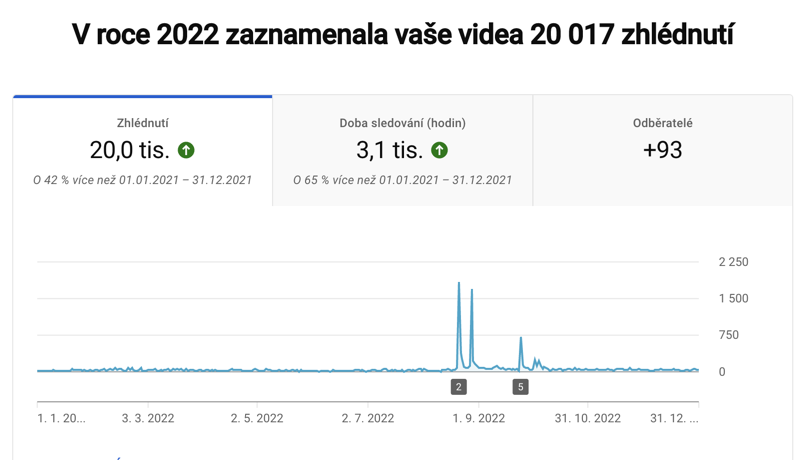 V roce 2022 zaznamenala vaše videa 20 017 zhlédnutí
Zhlédnutí
20,0 tis.
O 42 % více než 01.01.2021 – 31.12.2021
Doba sledování (hodin)
3,1 tis.
O 65 % více než 01.01.2021 – 31.12.2021
Odběratelé
+93
2 250
1 500
750
0
2
5
1. 1. 20...
3. 3. 2022
2. 5. 2022
2. 7. 2022
1. 9. 2022
31. 10. 2022
31. 12. ...